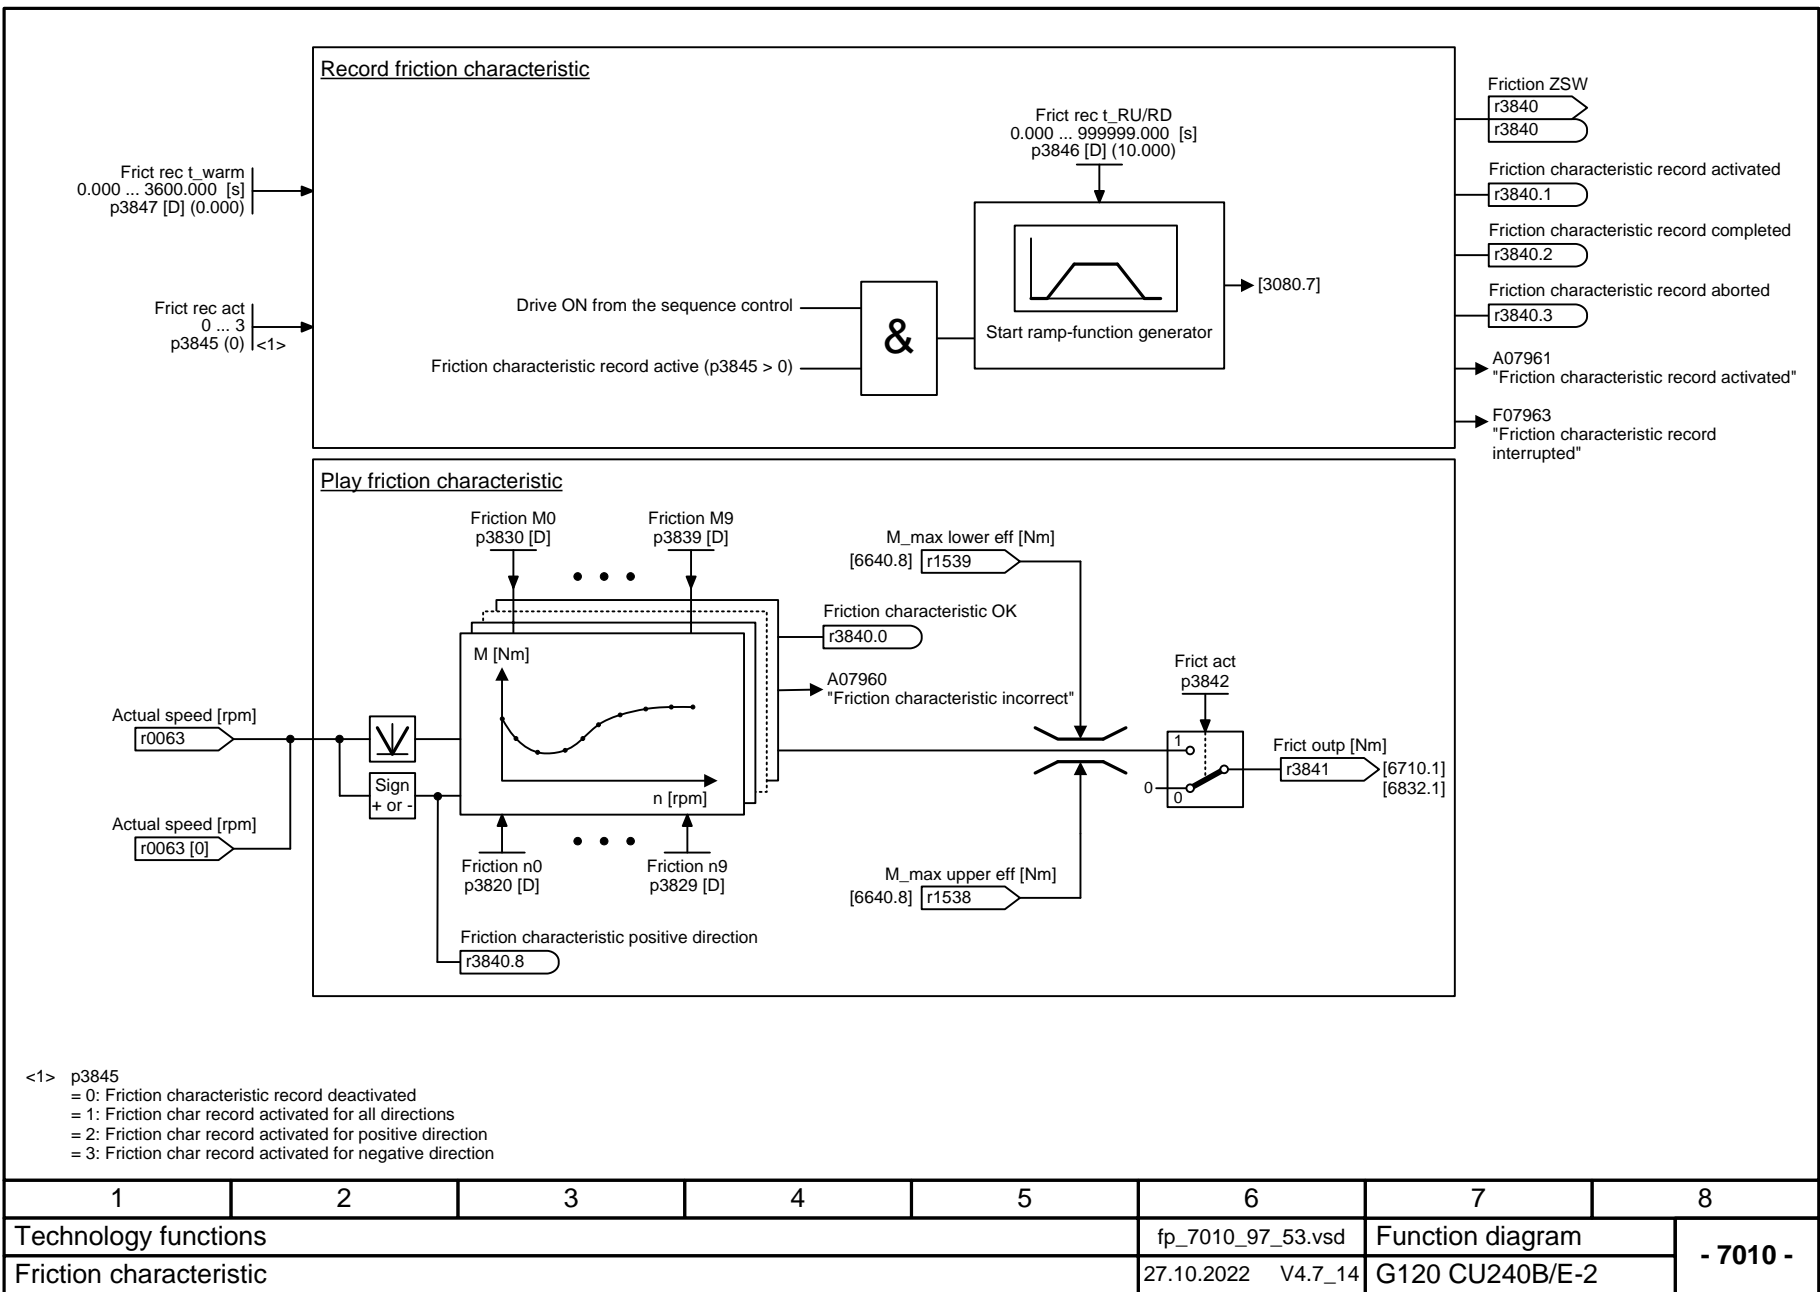 Record friction characteristic
Frict rec t_RU/RD
0.000 ... 999999.000 [s]
p3846 [D] (10.000)
Frict rec t_warm
0.000 ... 3600.000 [s]
p3847 [D] (0.000)
Frict rec act
0 ... 3
p3845 (0) <1>
Drive ON from the sequence control
Friction characteristic record active (p3845 > 0)
&
Start ramp-function generator
[3080.7]
Friction ZSW
r3840
r3840
Friction characteristic record activated
r3840.1
Friction characteristic record completed
r3840.2
Friction characteristic record aborted
r3840.3
A07961
"Friction characteristic record activated"
F07963
"Friction characteristic record
interrupted"
Play friction characteristic
Friction M0
p3830 [D]
Friction M9
p3839 [D]
M_max lower eff [Nm]
[6640.8] r1539
Friction characteristic OK
r3840.0
A07960
"Friction characteristic incorrect"
M [Nm]
n [rpm]
Actual speed [rpm]
r0063
Sign
+ or -
Actual speed [rpm]
r0063 [0]
Friction n0
p3820 [D]
Friction n9
p3829 [D]
M_max upper eff [Nm]
[6640.8] r1538
Friction characteristic positive direction
r3840.8
Frict act
p3842
1
0
0
Frict outp [Nm]
r3841
[6710.1]
[6832.1]
<1> p3845
= 0: Friction characteristic record deactivated
= 1: Friction char record activated for all directions
= 2: Friction char record activated for positive direction
= 3: Friction char record activated for negative direction
1 2 3 4 5 6 7 8
Technology functions fp_7010_97_53.vsd Function diagram
- 7010 -
Friction characteristic 27.10.2022 V4.7_14 G120 CU240B/E-2